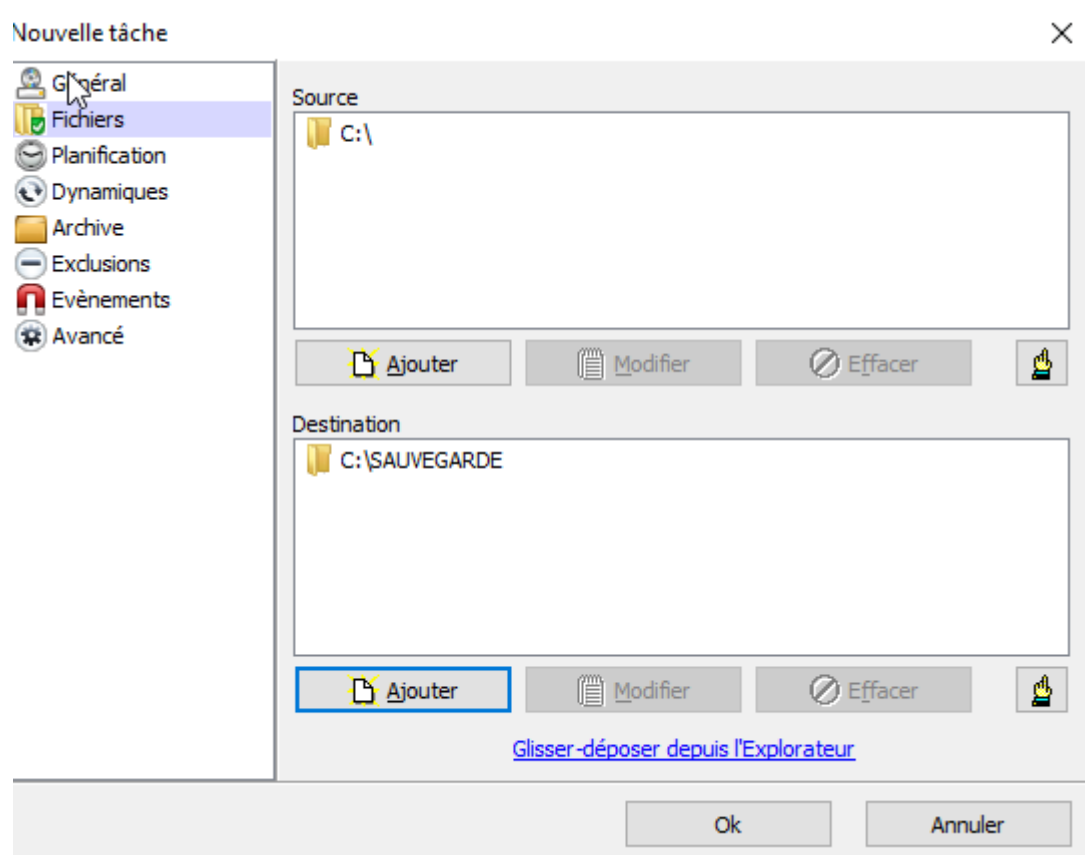 Nouvelle tâche
Général
Fichiers
Planification
Dynamiques
Archive
Exclusions
Evènements
Avancé
Source
C:\
Ajouter
Modifier
Effacer
Destination
C:\SAUVEGARDE
Ajouter
Modifier
Effacer
Glisser-déposer depuis l'Explorateur
Ok
Annuler